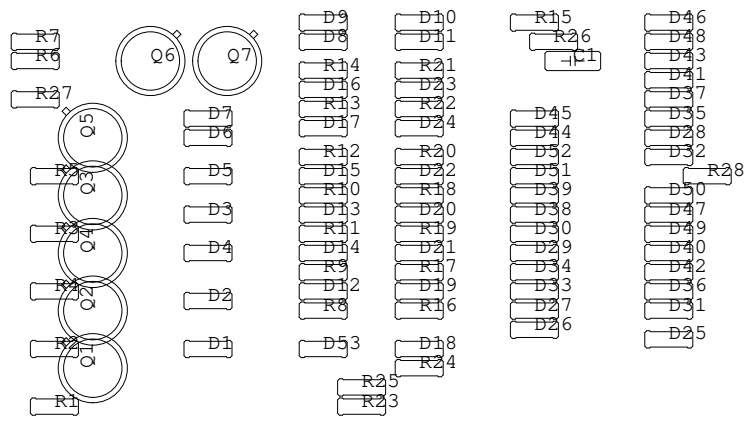 D9 D10 R15 D46
R7 Q6 Q7 D8 D11 R26 D48
R6 C1 D43
R14 R21 D41
D16 D23 D37
R27 R13 R22
Q5 D7 D17 D24 D45 D35
D6 D44 D28
R12 R20 D52 D32
R5 Q3 D5 D15 D22 D51 R28
R10 R18 D39 D50
D3 D13 D20 D38 D47
R3 Q4 R11 R19 D30 D49
D4 D14 D21 D29 D40
R9 R17 D34 D42
R4 Q2 D2 D12 D19 D33 D36
R8 R16 D27 D31
D26 D25
R2 Q1 D1 D53 D18
R24
R25
R1 R23